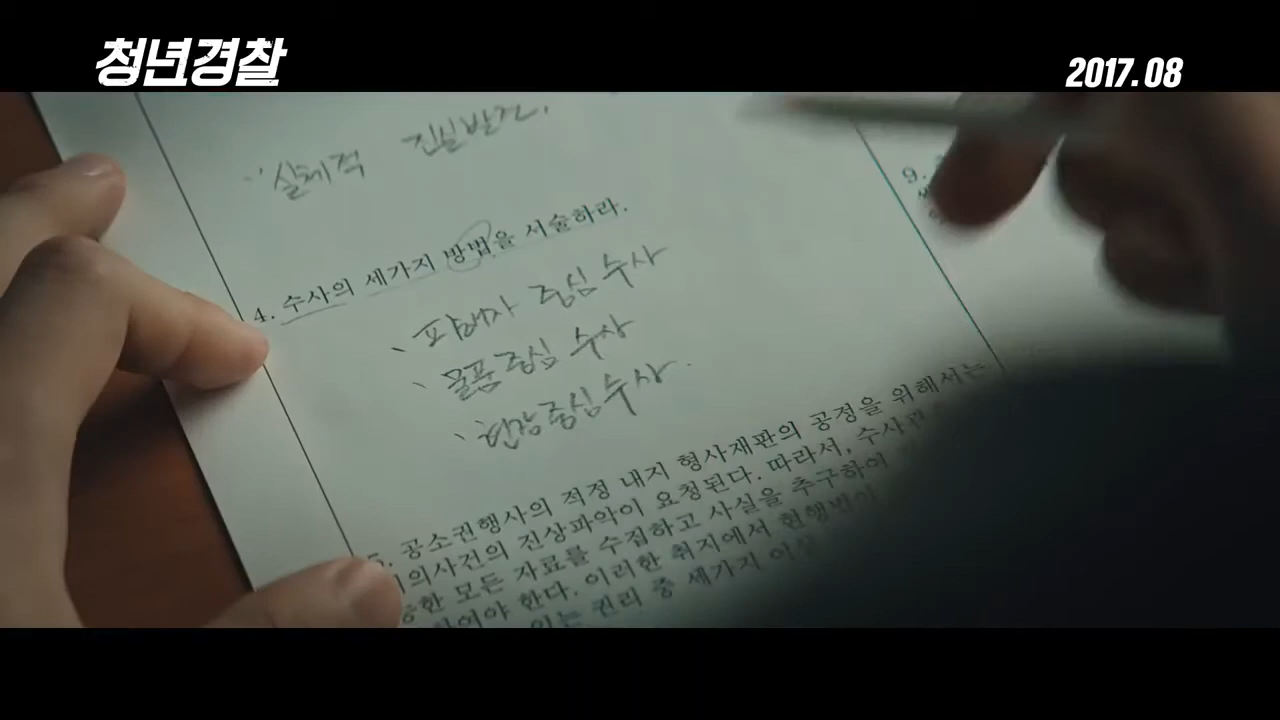 청년경찰
2017. 08
실체적 진실발견.
9.
4. 수사의 세가지 방법을 서술하라.
피해자 중심 수사
물품 중심 수사
현장 중심 수사.
공소권행사의 적정 내지 형사재판의 공정을 위해서는
의사건의 진상파악이 요청된다. 따라서, 수사
한 모든 자료를 수집하고 사실을 추구하여
하여야 한다. 이러한 취지에서 현행법이
있는 권리 중 세가지 이상